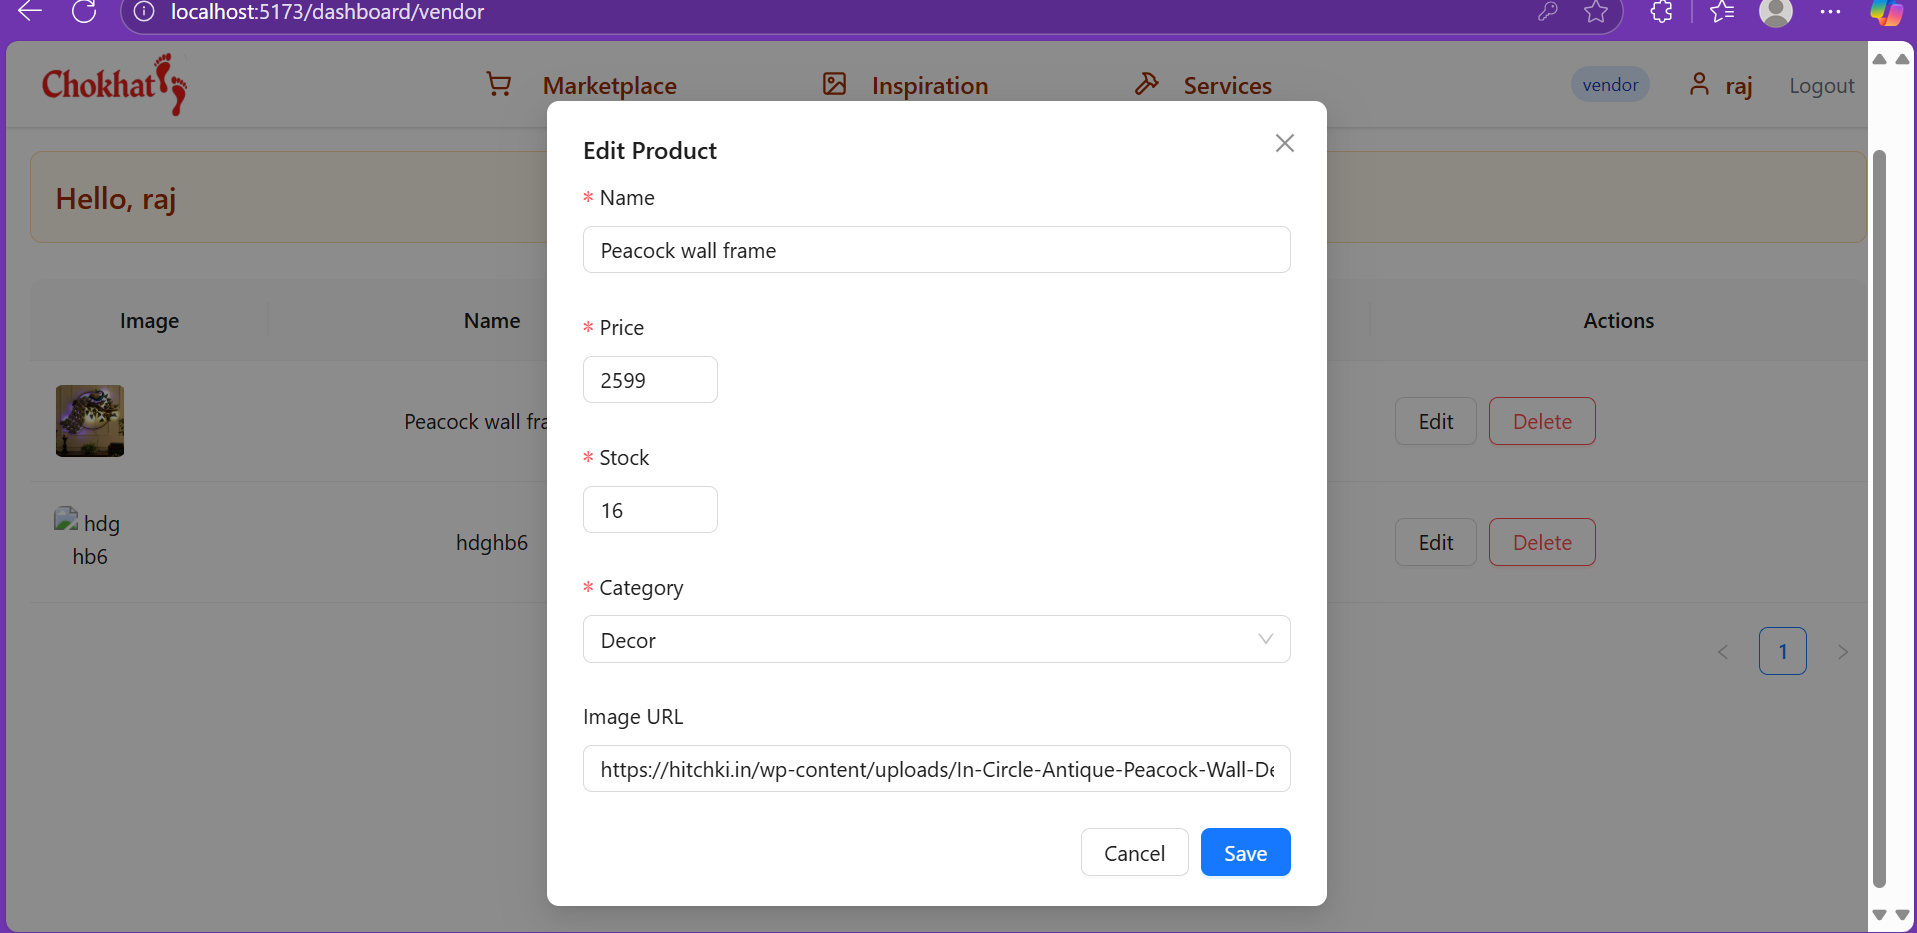 localhost:5173/dashboard/vendor
Chokhat
Marketplace
Inspiration
Services
vendor
raj
Logout
Hello, raj
Image
Name
Actions
Peacock wall fra
Edit
Delete
hdg
hb6
hdghb6
Edit
Delete
1
Edit Product
* Name
Peacock wall frame
* Price
2599
* Stock
16
* Category
Decor
Image URL
https://hitchki.in/wp-content/uploads/In-Circle-Antique-Peacock-Wall-De
Cancel
Save